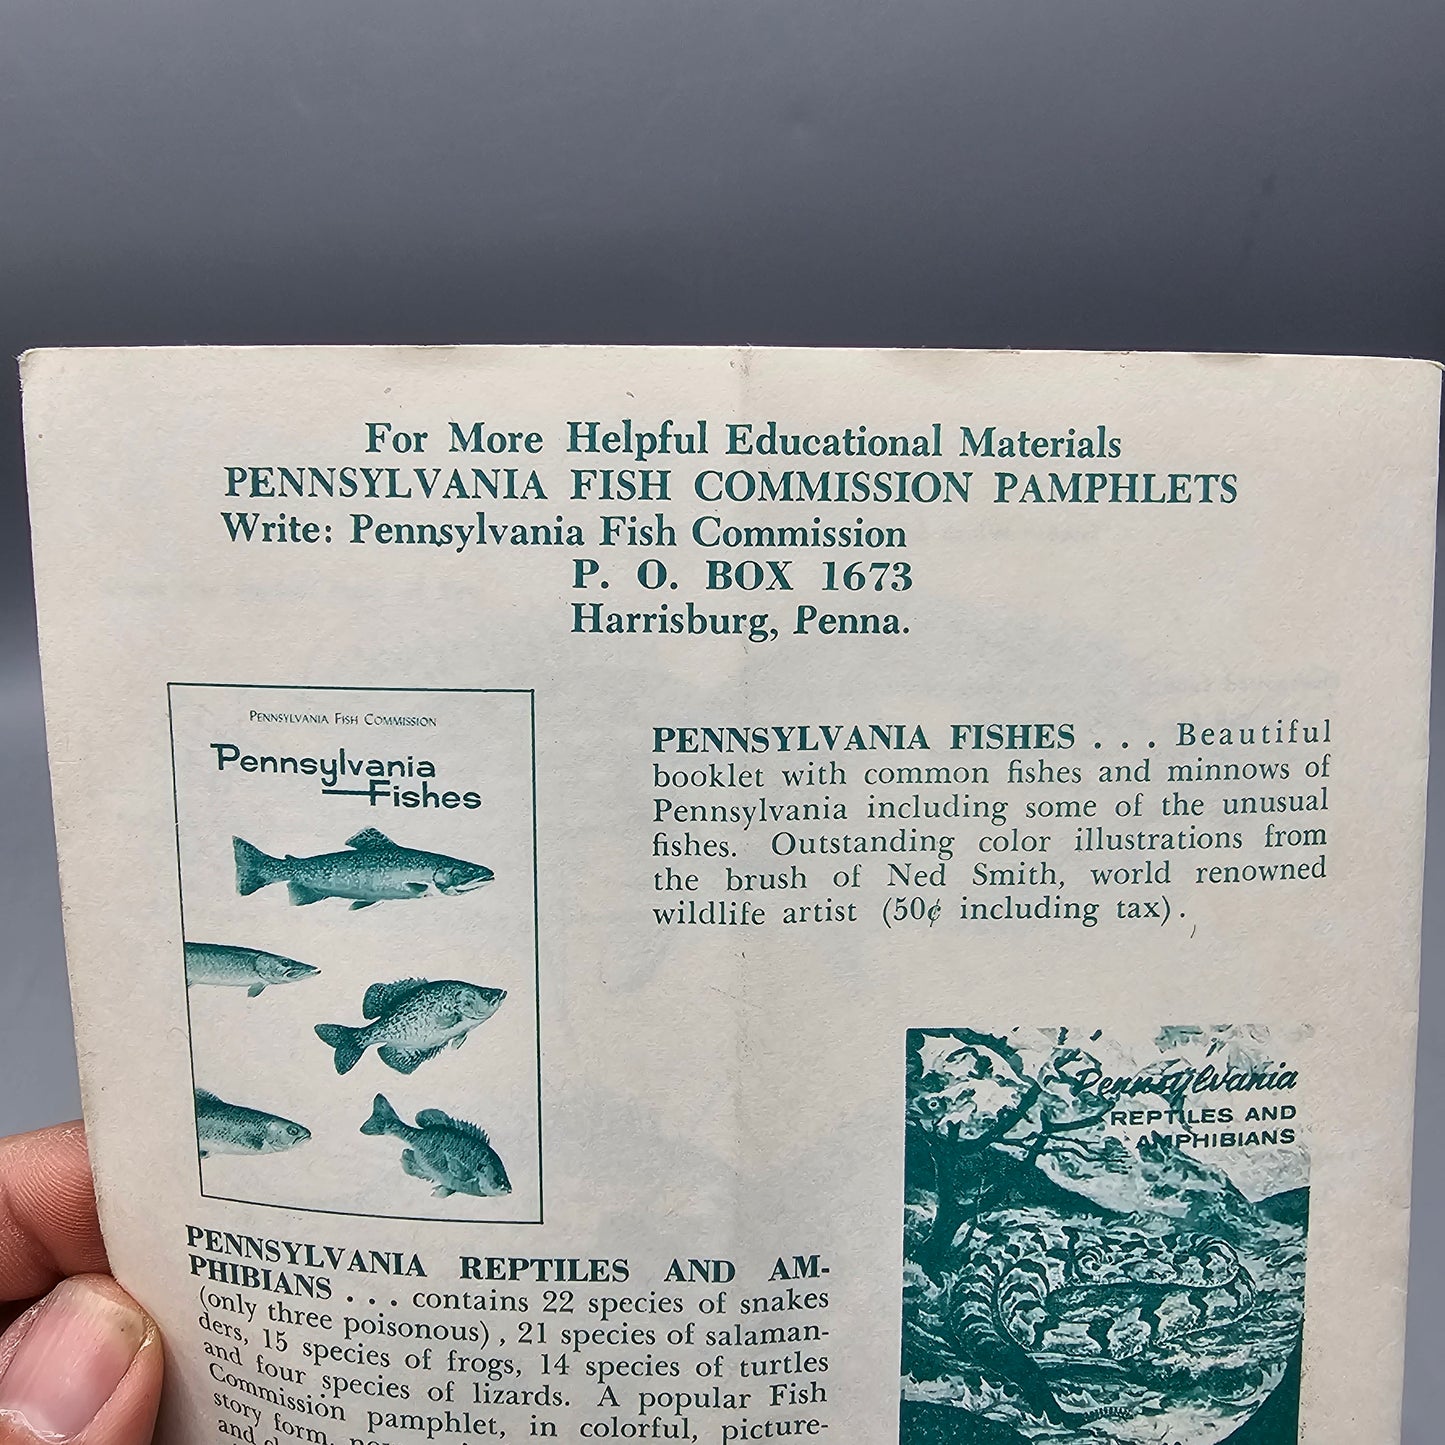 For More Helpful Educational Materials
PENNSYLVANIA FISH COMMISSION PAMPHLETS
Write: Pennsylvania Fish Commission
P. O. BOX 1673
Harrisburg, Penna.
PENNSYLVANIA FISH COMMISSION
Pennsylvania
Fishes
PENNSYLVANIA FISHES . . . Beautiful
booklet with common fishes and minnows of
Pennsylvania including some of the unusual
fishes. Outstanding color illustrations from
the brush of Ned Smith, world renowned
wildlife artist (50¢ including tax).
Pennsylvania
REPTILES AND
AMPHIBIANS
PENNSYLVANIA REPTILES AND AM-
PHIBIANS . . . contains 22 species of snakes
(only three poisonous), 21 species of salaman-
ders, 15 species of frogs, 14 species of turtles
and four species of lizards. A popular Fish
Commission pamphlet, in colorful, picture-
story form,
and